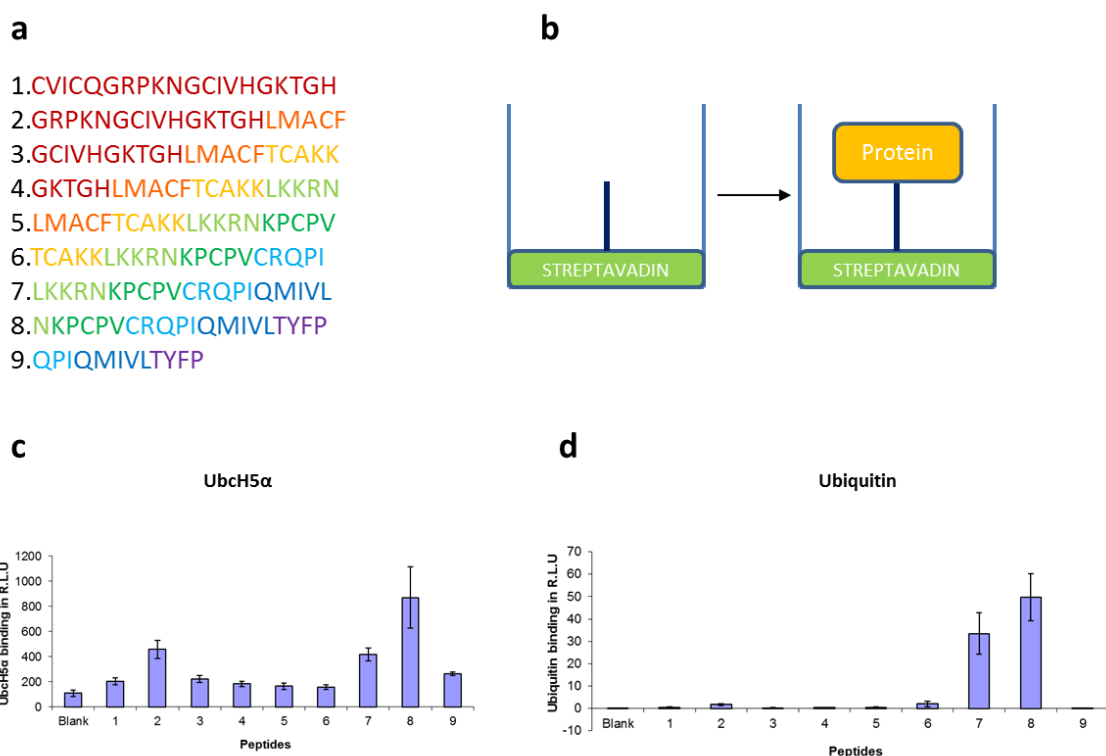 a
1.CVICQGRPKNGCIVHGKTGH
2.GRPKNGCIVHGKTGHLMACF
3.GCIVHGKTGHLMACFTCAKK
4.GKTGHLMACFTCAKKLKKRN
5.LMACFTCAKKLKKRNKPCPV
6.TCAKKLKKRNKPCPVCRQPI
7.LKKRNKPCPVCRQPIQMIVL
8.NKPCPVCRQPIQMIVLTYFP
9.QPIQMIVLTYFP
b
STREPTAVADIN
Protein
STREPTAVADIN
c
UbcH5α
UbcH5α binding in R.L.U
1200
1000
800
600
400
200
0
Blank 1 2 3 4 5 6 7 8 9
Peptides
d
Ubiquitin
Ubiquitin binding in R.L.U
70
60
50
40
30
20
10
0
-10
Blank 1 2 3 4 5 6 7 8 9
Peptides